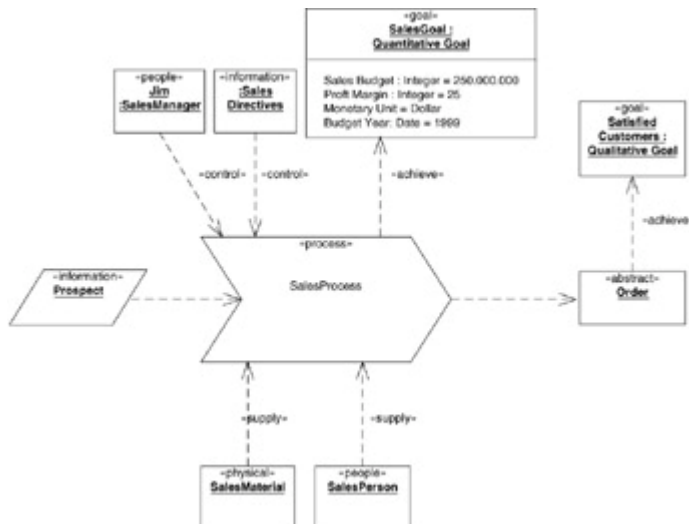 «goal»
SalesGoal :
Quantitative Goal
Sales Budget : Integer = 250.000.000
Profit Margin : Integer = 25
Monetary Unit = Dollar
Budget Year: Date = 1999
«people»
Jim
:SalesManager
«information»
:Sales
Directives
«goal»
Satisfied
Customers :
Qualitative Goal
«control»
«control»
«achieve»
«achieve»
«process»
SalesProcess
«information»
Prospect
«abstract»
Order
«supply»
«supply»
«physical»
SalesMaterial
«people»
SalesPerson